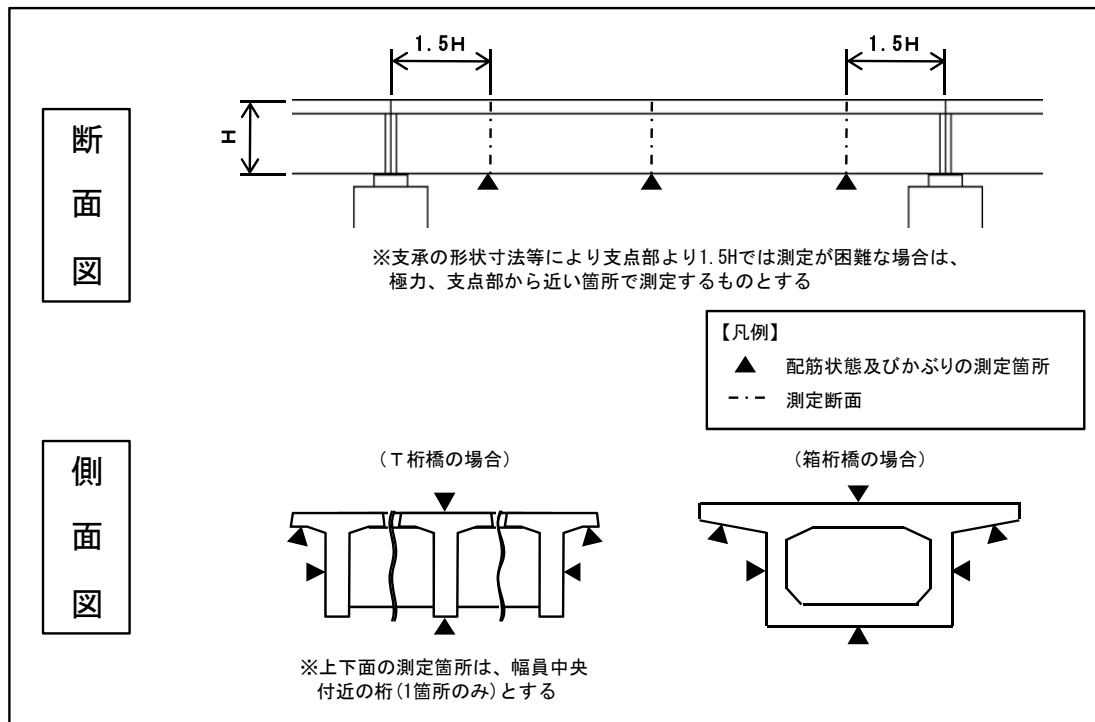 断面図
1.5H
1.5H
H
※支承の形状寸法等により支点部より1.5Hでは測定が困難な場合は、
極力、支点部から近い箇所で測定するものとする
【凡例】
▲ 配筋状態及びかぶりの測定箇所
測定断面
側面図
(T桁橋の場合)
(箱桁橋の場合)
※上下面の測定箇所は、幅員中央
付近の桁(1箇所のみ)とする